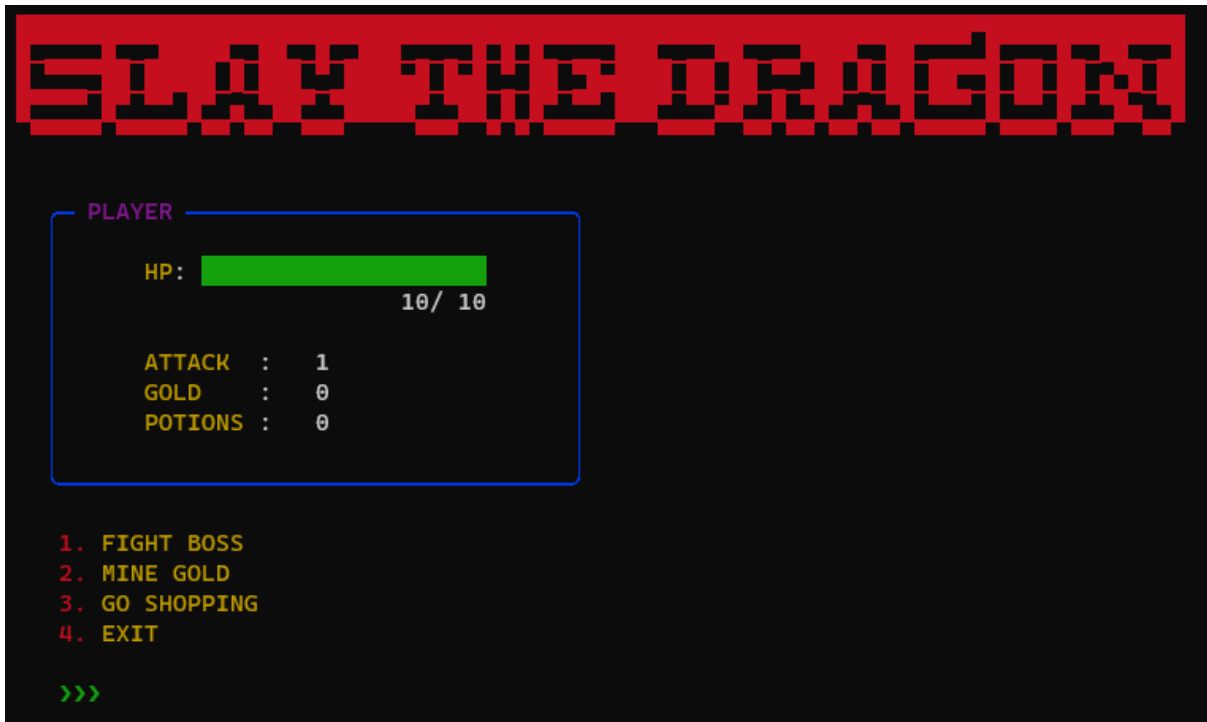 SLAY THE DRAGON
PLAYER
HP:
10/ 10
ATTACK : 1
GOLD : 0
POTIONS : 0
1. FIGHT BOSS
2. MINE GOLD
3. GO SHOPPING
4. EXIT
❯❯❯